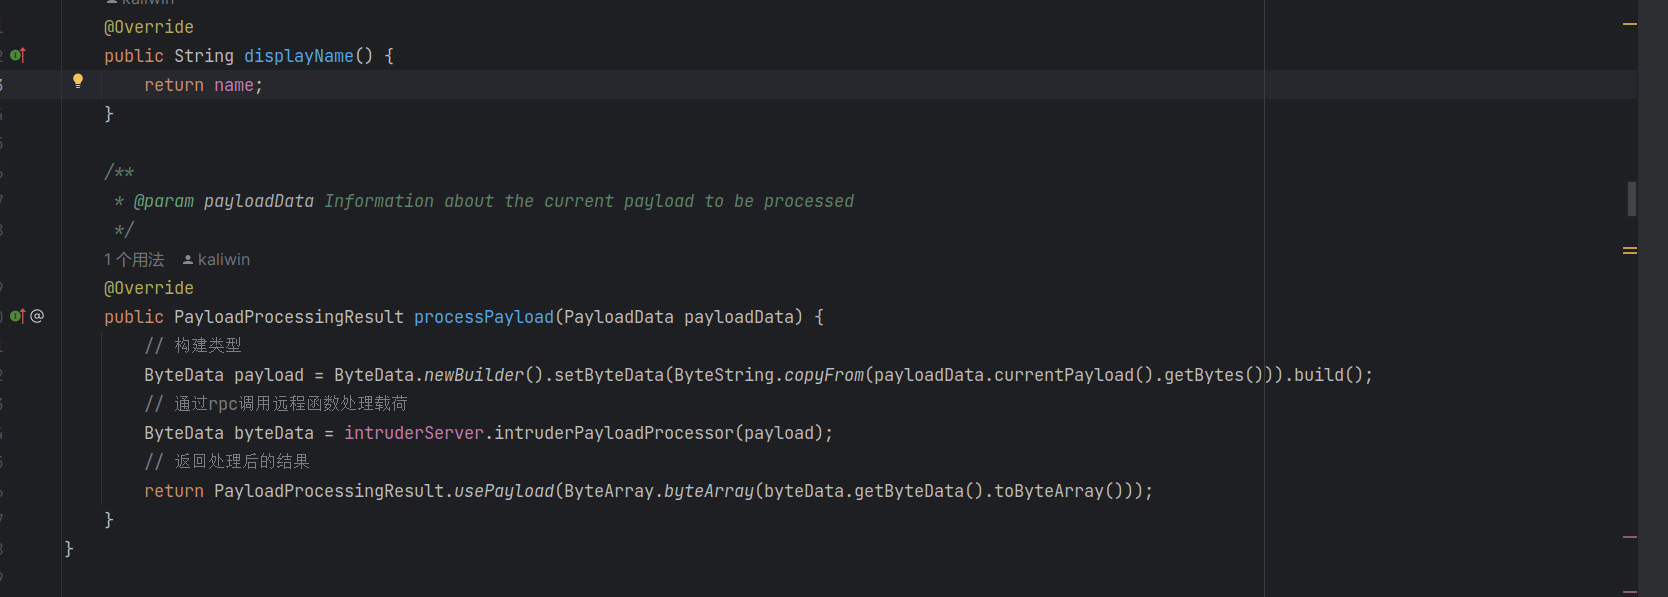 kaliwin
@Override
public String displayName() {
return name;
}
/**
* @param payloadData Information about the current payload to be processed
*/
1 个用法 kaliwin
@Override
public PayloadProcessingResult processPayload(PayloadData payloadData) {
// 构建类型
ByteData payload = ByteData.newBuilder().setByteData(ByteString.copyFrom(payloadData.currentPayload().getBytes())).build();
// 通过rpc调用远程函数处理载荷
ByteData byteData = intruderServer.intruderPayloadProcessor(payload);
// 返回处理后的结果
return PayloadProcessingResult.usePayload(ByteArray.byteArray(byteData.getByteData().toByteArray()));
}
}